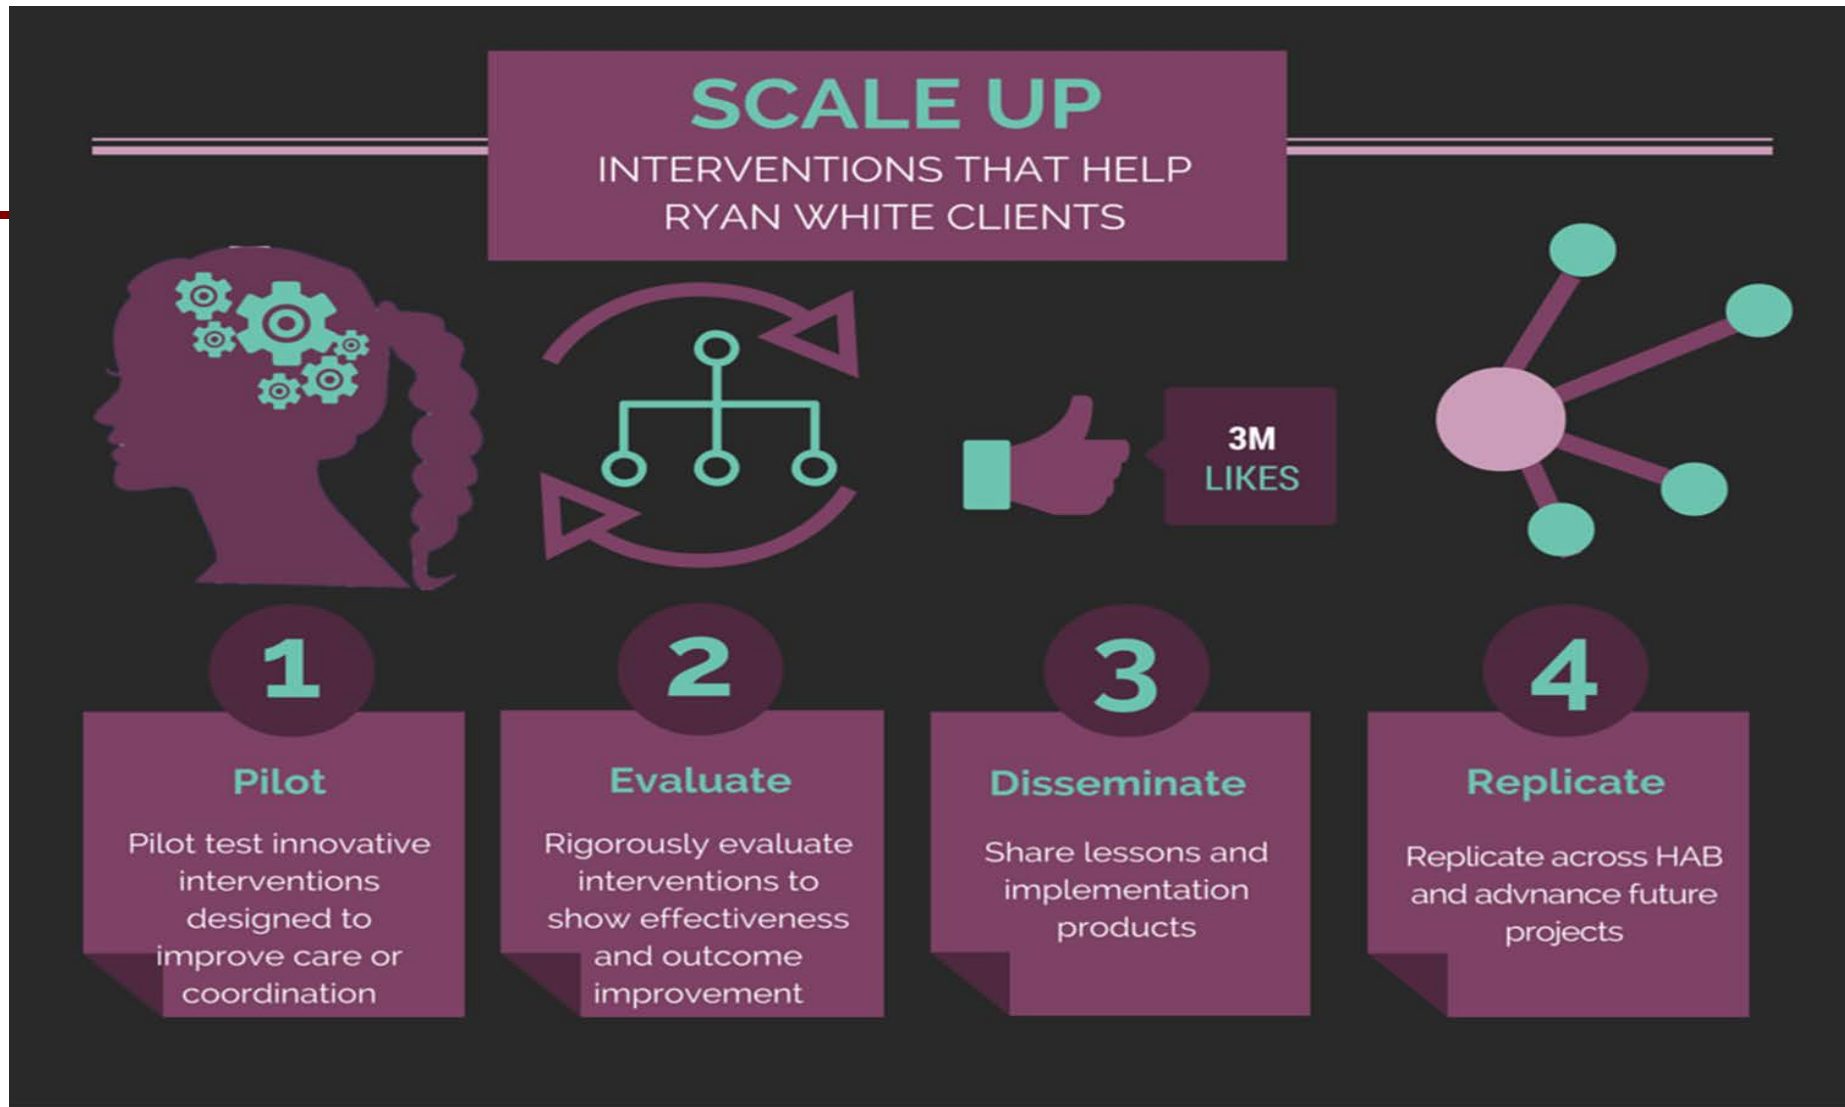 SCALE UP
INTERVENTIONS THAT HELP
RYAN WHITE CLIENTS
3M
LIKES
1
Pilot
Pilot test innovative
interventions
designed to
improve care or
coordination
2
Evaluate
Rigorously evaluate
interventions to
show effectiveness
and outcome
improvement
3
Disseminate
Share lessons and
implementation
products
4
Replicate
Replicate across HAB
and advnance future
projects